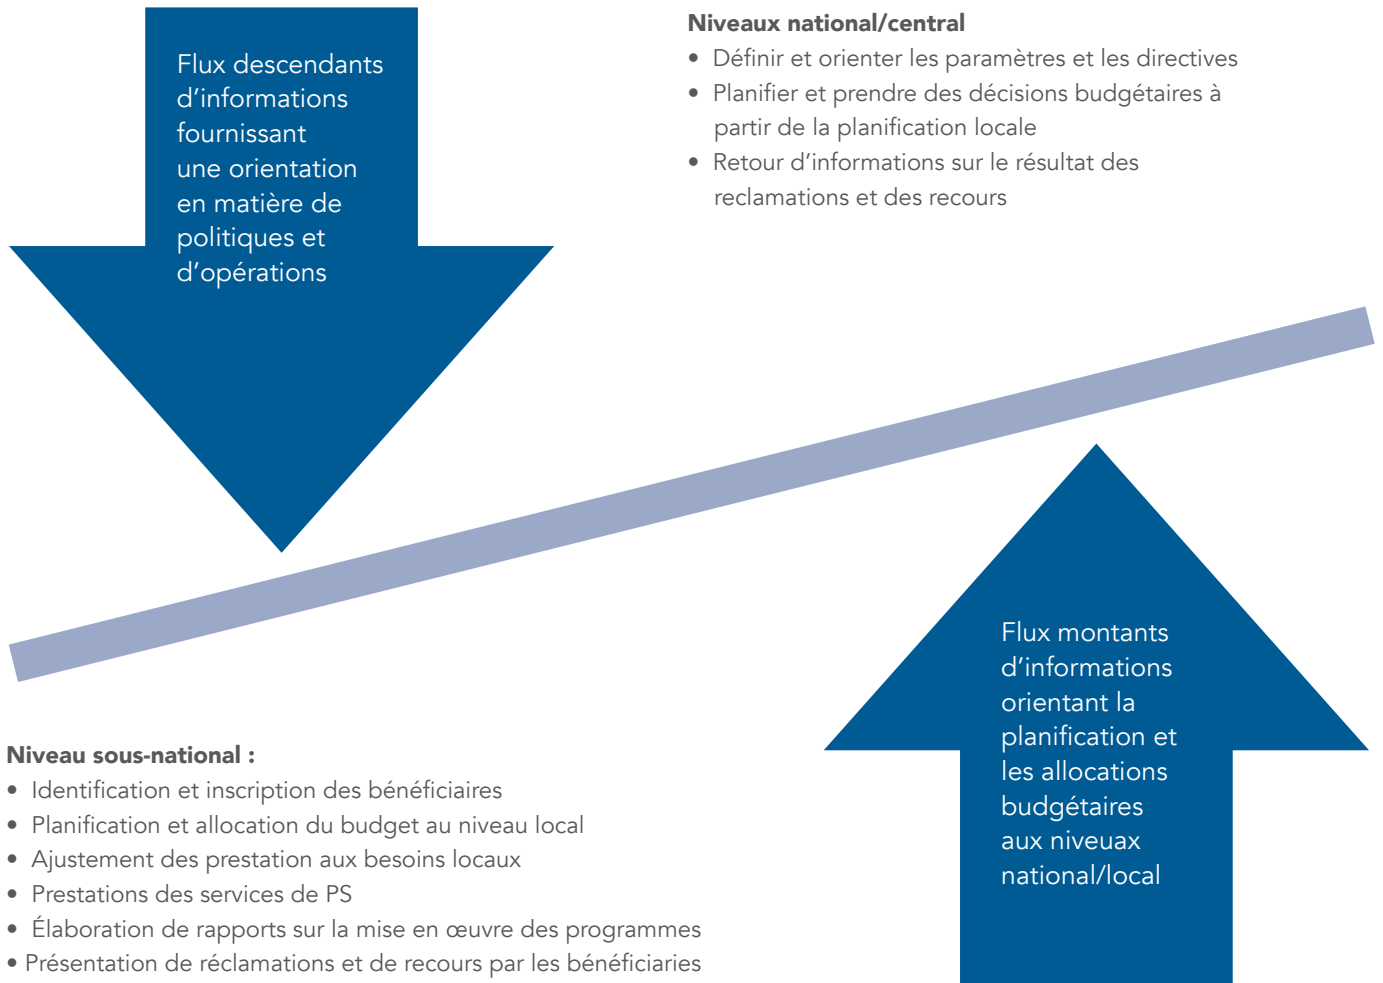 Flux descendants
d’informations
fournissant
une orientation
en matière de
politiques et
d’opérations
Niveaux national/central
• Définir et orienter les paramètres et les directives
• Planifier et prendre des décisions budgétaires à
partir de la planification locale
• Retour d’informations sur le résultat des
reclamations et des recours
Flux montants
d’informations
orientant la
planification et
les allocations
budgétaires
aux niveuax
national/local
Niveau sous-national :
• Identification et inscription des bénéficiaires
• Planification et allocation du budget au niveau local
• Ajustement des prestation aux besoins locaux
• Prestations des services de PS
• Élaboration de rapports sur la mise en œuvre des programmes
• Présentation de réclamations et de recours par les bénéficiaries